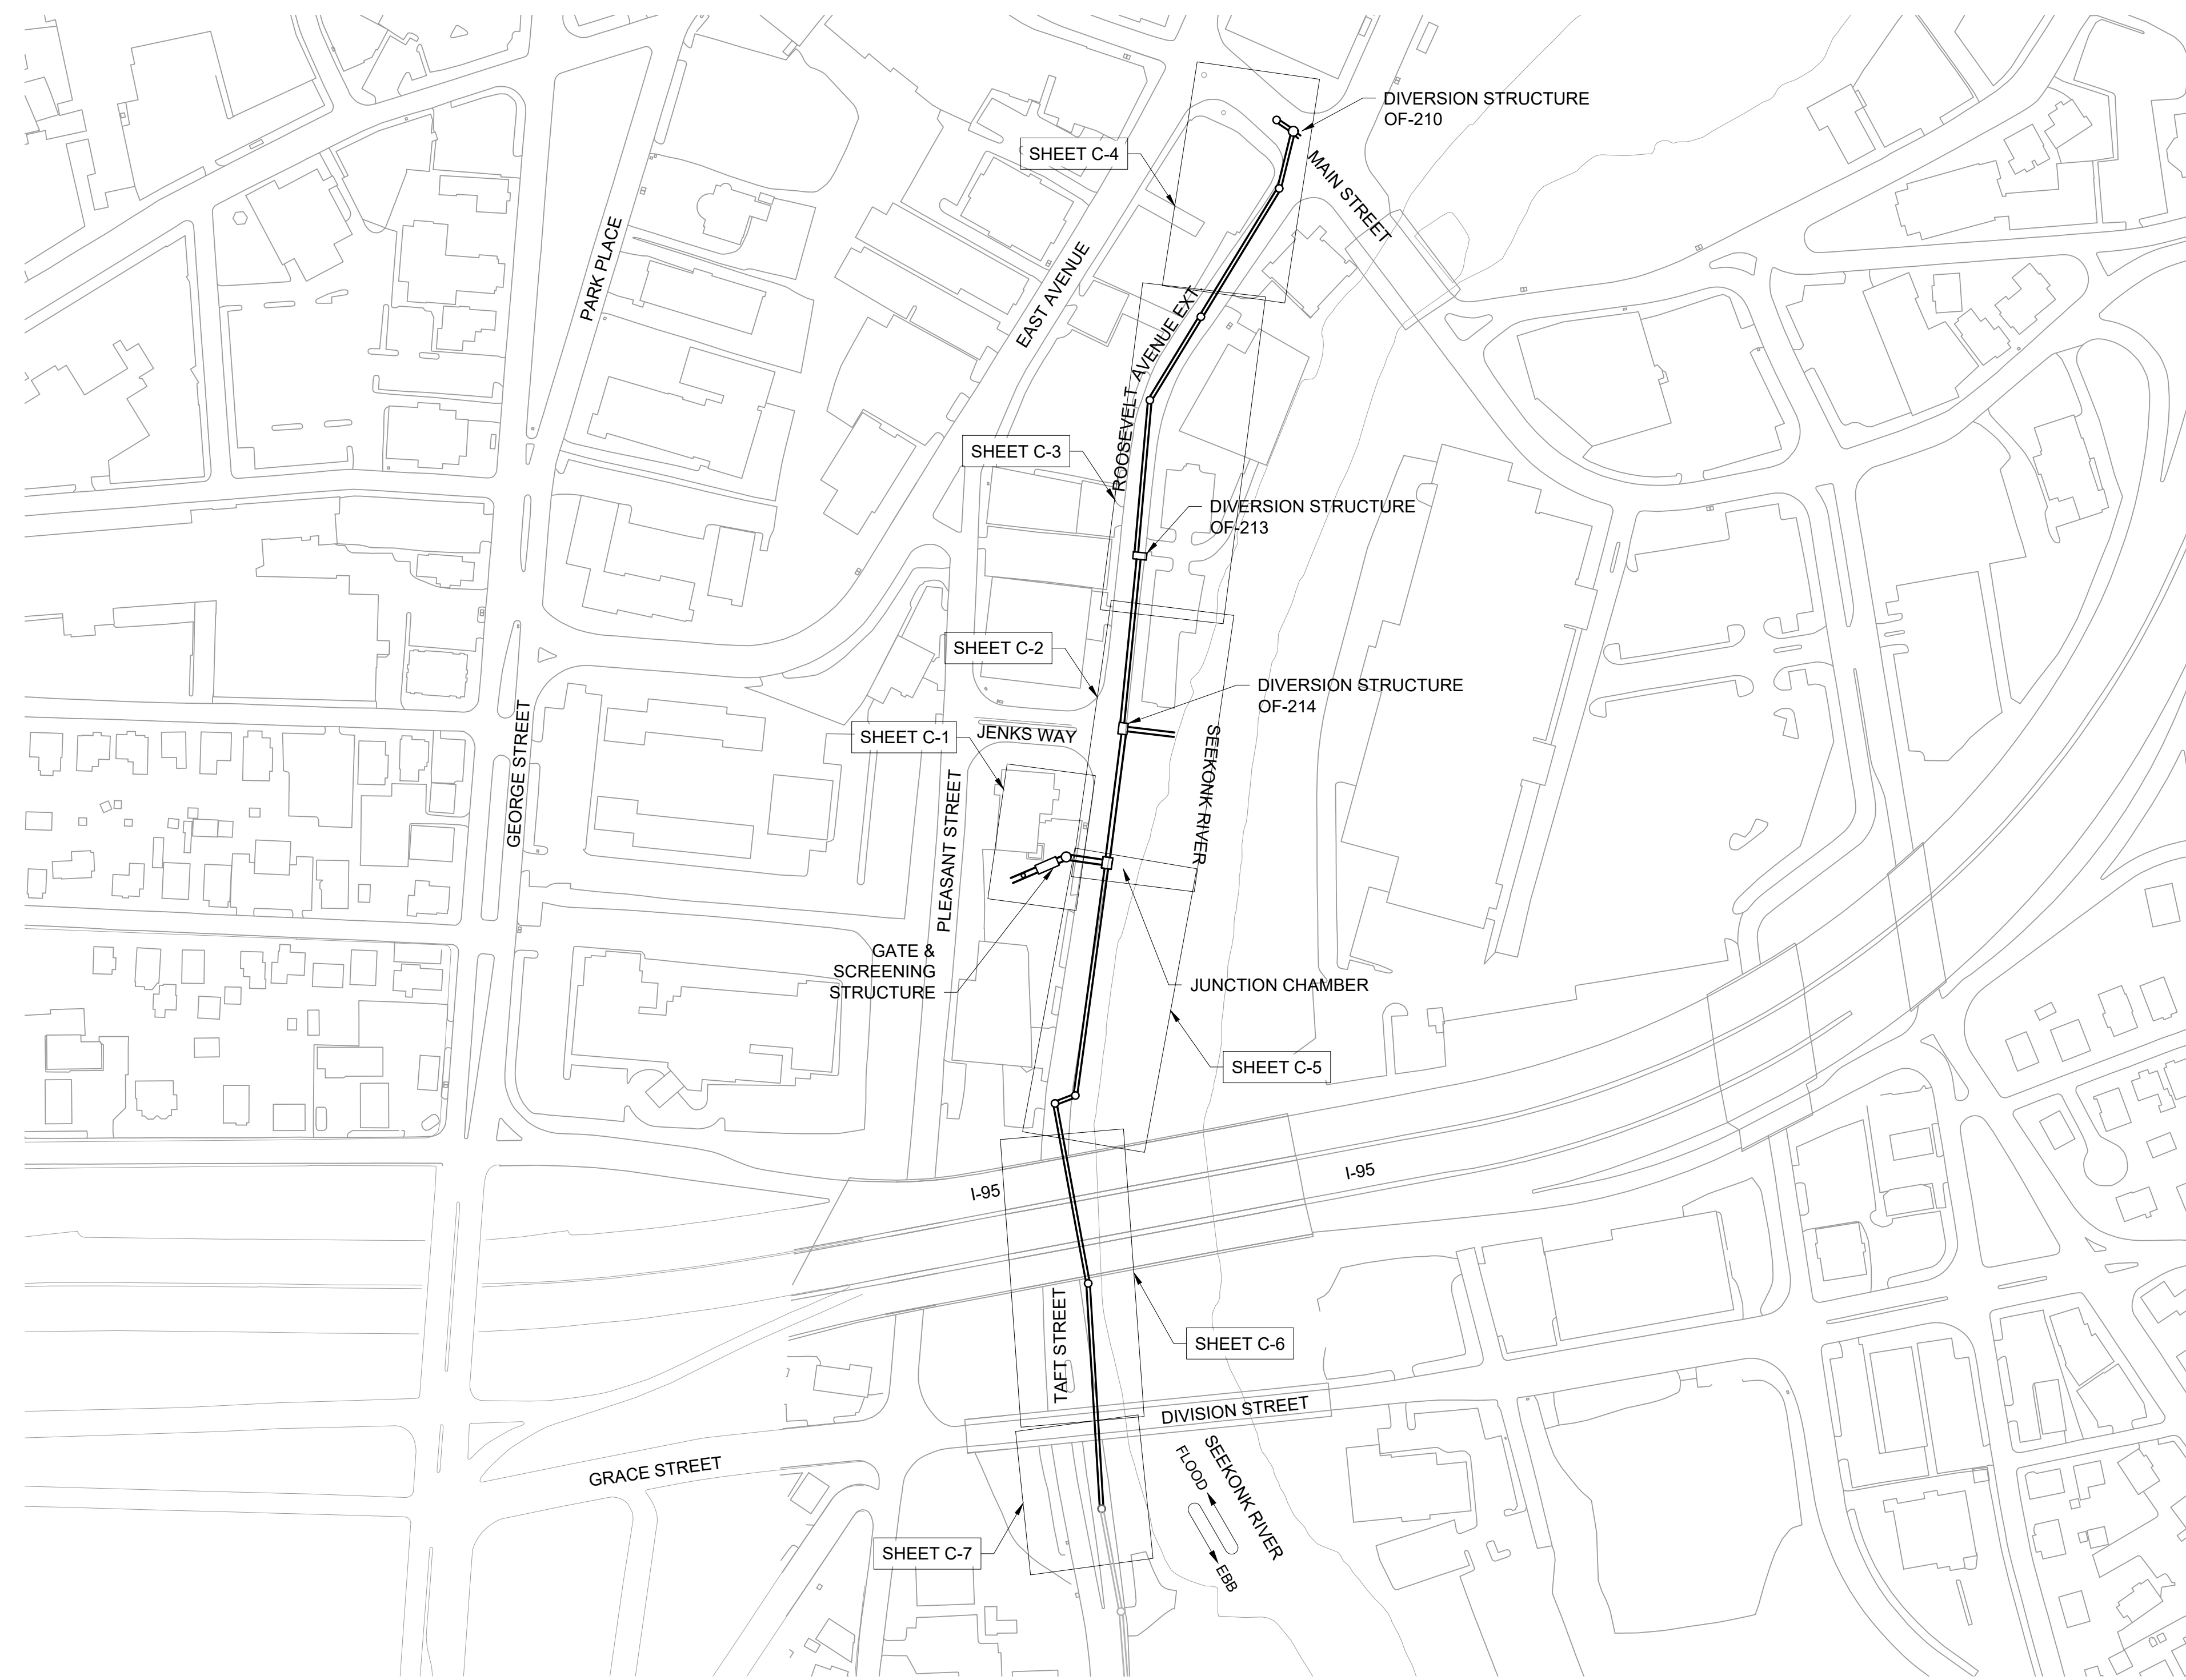 DIVERSION STRUCTURE
OF-210
SHEET C-4
MAIN STREET
PARK PLACE
EAST AVENUE
ROOSEVELT AVENUE EXT.
SHEET C-3
DIVERSION STRUCTURE
OF-213
SHEET C-2
DIVERSION STRUCTURE
OF-214
SHEET C-1
JENKS WAY
GEORGE STREET
PLEASANT STREET
SEEKONK RIVER
GATE &
SCREENING
STRUCTURE
JUNCTION CHAMBER
SHEET C-5
I-95
I-95
TAFT STREET
SHEET C-6
DIVISION STREET
GRACE STREET
FLOOD
SEEKONK RIVER
EBB
SHEET C-7